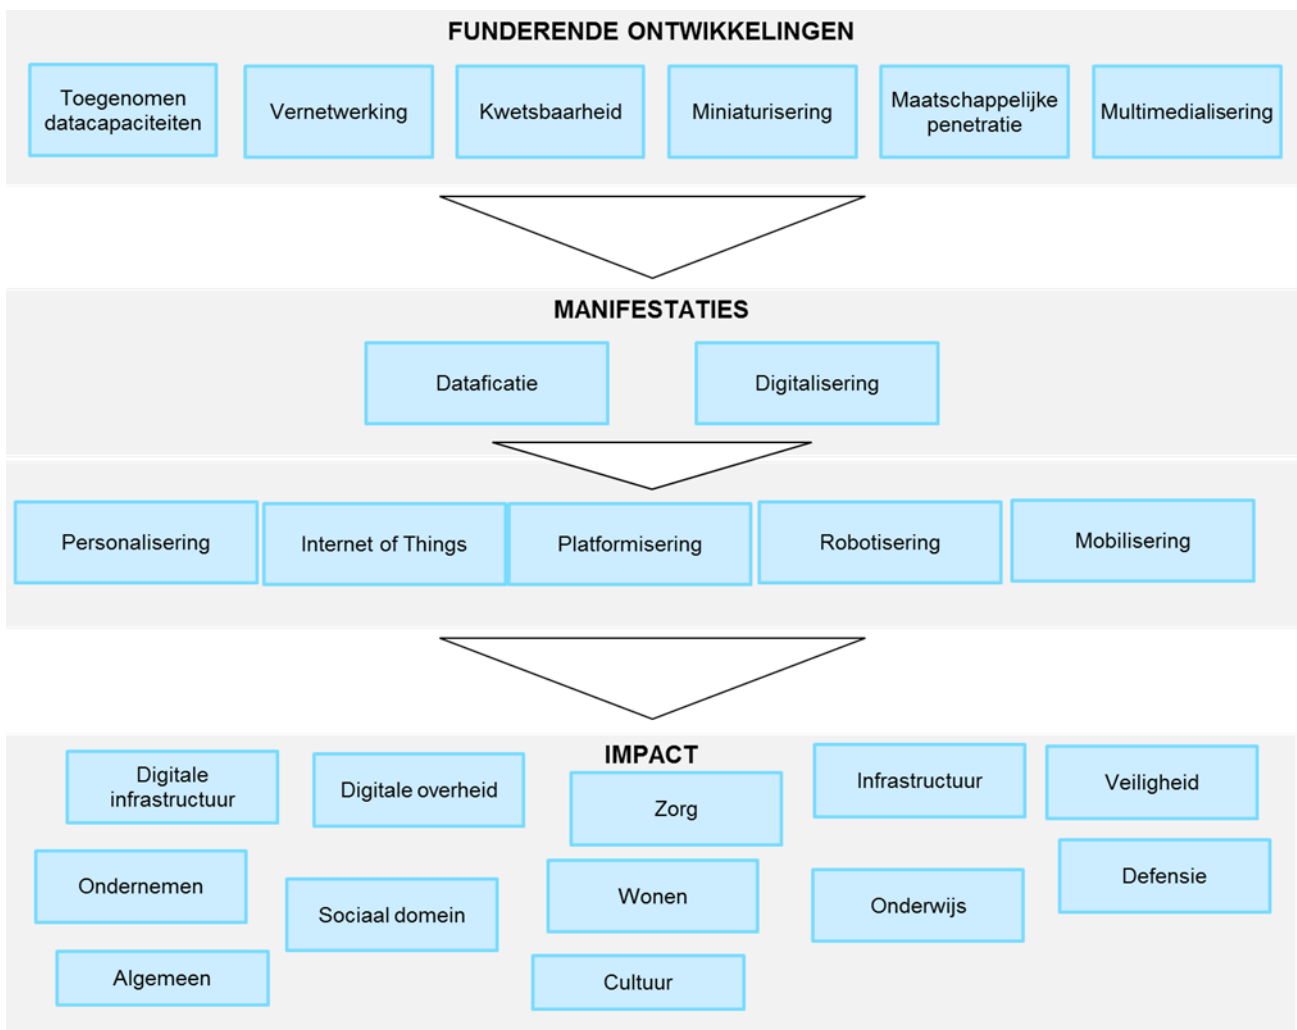 FUNDERENDE ONTWIKKELINGEN
Toegenomen
datacapaciteiten
Vernetwerking
Kwetsbaarheid
Miniaturisering
Maatschappelijke
penetratie
Multimedialisering
MANIFESTATIES
Dataficatie
Digitalisering
Personalisering
Internet of Things
Platformisering
Robotisering
Mobilisering
IMPACT
Digitale
infrastructuur
Digitale overheid
Zorg
Infrastructuur
Veiligheid
Ondernemen
Sociaal domein
Wonen
Onderwijs
Defensie
Algemeen
Cultuur